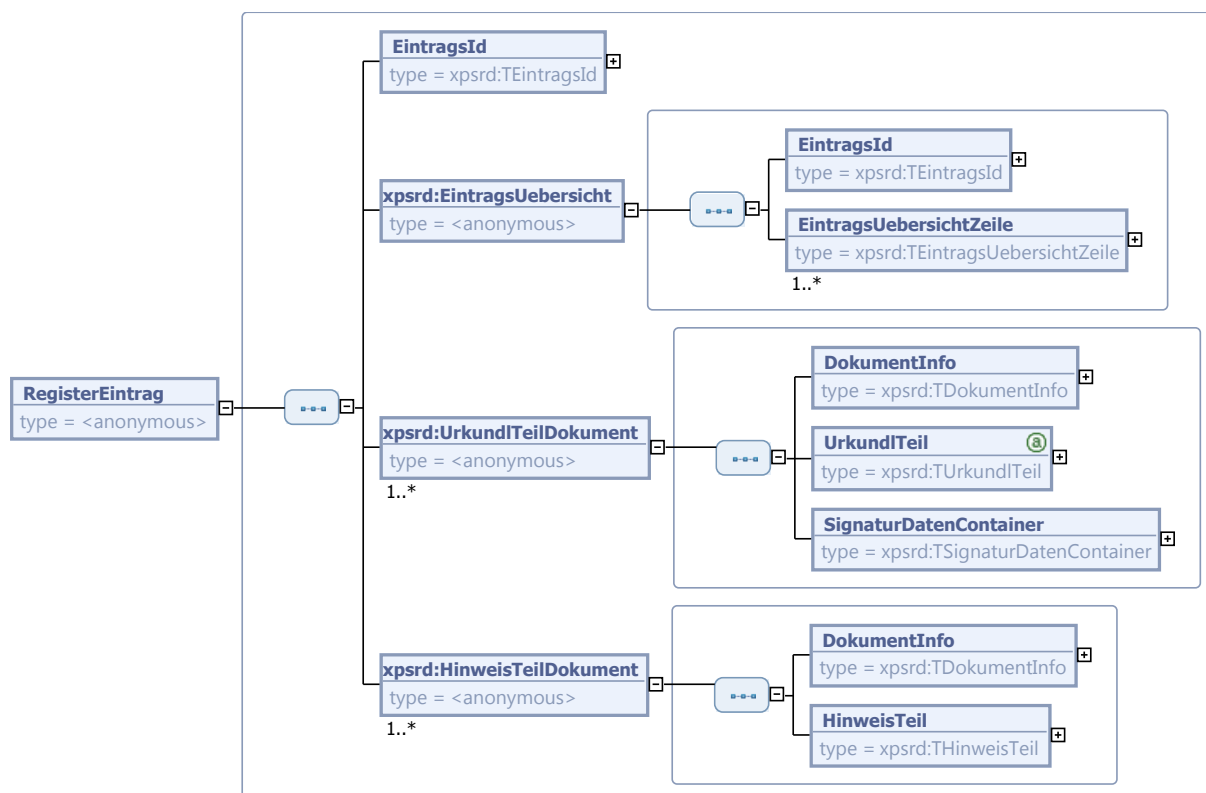 EintragsId
type = xpsrd:TEintragsId
xpsrd:EintragsUebersicht
type = <anonymous>
EintragsId
type = xpsrd:TEintragsId
EintragsUebersichtZeile
type = xpsrd:TEintragsUebersichtZeile
1..*
RegisterEintrag
type = <anonymous>
xpsrd:UrkundlTeilDokument
type = <anonymous>
1..*
DokumentInfo
type = xpsrd:TDokumentInfo
UrkundlTeil
a
type = xpsrd:TUrkundlTeil
SignaturDatenContainer
type = xpsrd:TSignaturDatenContainer
xpsrd:HinweisTeilDokument
type = <anonymous>
1..*
DokumentInfo
type = xpsrd:TDokumentInfo
HinweisTeil
type = xpsrd:THinweisTeil